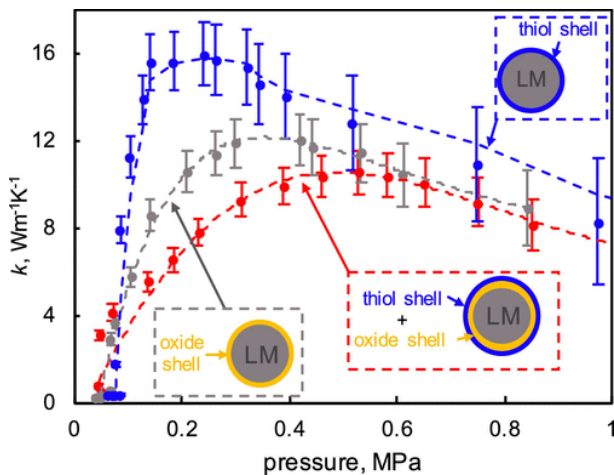 16
12
8
4
0
k, Wm⁻¹K⁻¹
thiol shell
LM
oxide
shell
LM
thiol shell
+
oxide shell
LM
0
0.2
0.4
0.6
0.8
1
pressure, MPa